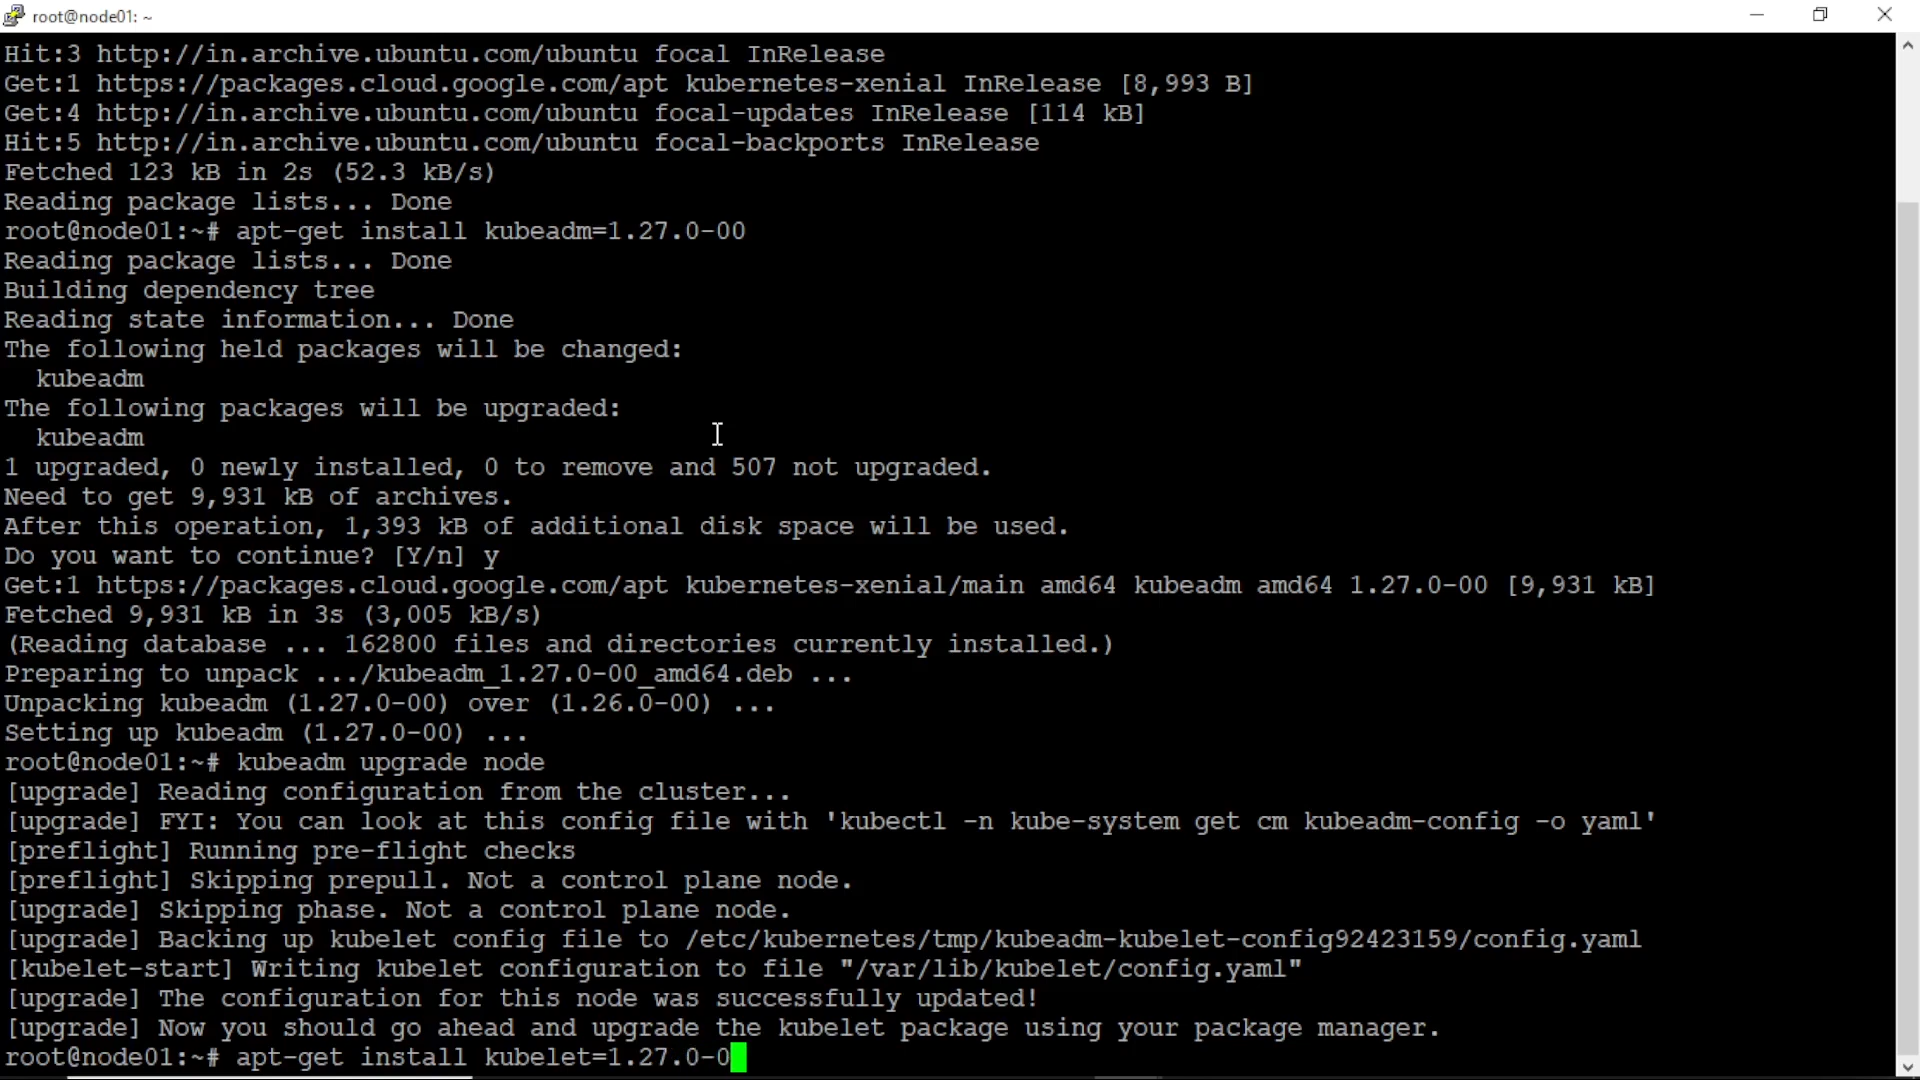 root@node01: ~
Hit:3 http://in.archive.ubuntu.com/ubuntu focal InRelease
Get:1 https://packages.cloud.google.com/apt kubernetes-xenial InRelease [8,993 B]
Get:4 http://in.archive.ubuntu.com/ubuntu focal-updates InRelease [114 kB]
Hit:5 http://in.archive.ubuntu.com/ubuntu focal-backports InRelease
Fetched 123 kB in 2s (52.3 kB/s)
Reading package lists... Done
root@node01:~# apt-get install kubeadm=1.27.0-00
Reading package lists... Done
Building dependency tree
Reading state information... Done
The following held packages will be changed:
  kubeadm
The following packages will be upgraded:
  kubeadm
1 upgraded, 0 newly installed, 0 to remove and 507 not upgraded.
Need to get 9,931 kB of archives.
After this operation, 1,393 kB of additional disk space will be used.
Do you want to continue? [Y/n] y
Get:1 https://packages.cloud.google.com/apt kubernetes-xenial/main amd64 kubeadm amd64 1.27.0-00 [9,931 kB]
Fetched 9,931 kB in 3s (3,005 kB/s)
(Reading database ... 162800 files and directories currently installed.)
Preparing to unpack .../kubeadm_1.27.0-00_amd64.deb ...
Unpacking kubeadm (1.27.0-00) over (1.26.0-00) ...
Setting up kubeadm (1.27.0-00) ...
root@node01:~# kubeadm upgrade node
[upgrade] Reading configuration from the cluster...
[upgrade] FYI: You can look at this config file with 'kubectl -n kube-system get cm kubeadm-config -o yaml'
[preflight] Running pre-flight checks
[preflight] Skipping prepull. Not a control plane node.
[upgrade] Skipping phase. Not a control plane node.
[upgrade] Backing up kubelet config file to /etc/kubernetes/tmp/kubeadm-kubelet-config92423159/config.yaml
[kubelet-start] Writing kubelet configuration to file "/var/lib/kubelet/config.yaml"
[upgrade] The configuration for this node was successfully updated!
[upgrade] Now you should go ahead and upgrade the kubelet package using your package manager.
root@node01:~# apt-get install kubelet=1.27.0-0